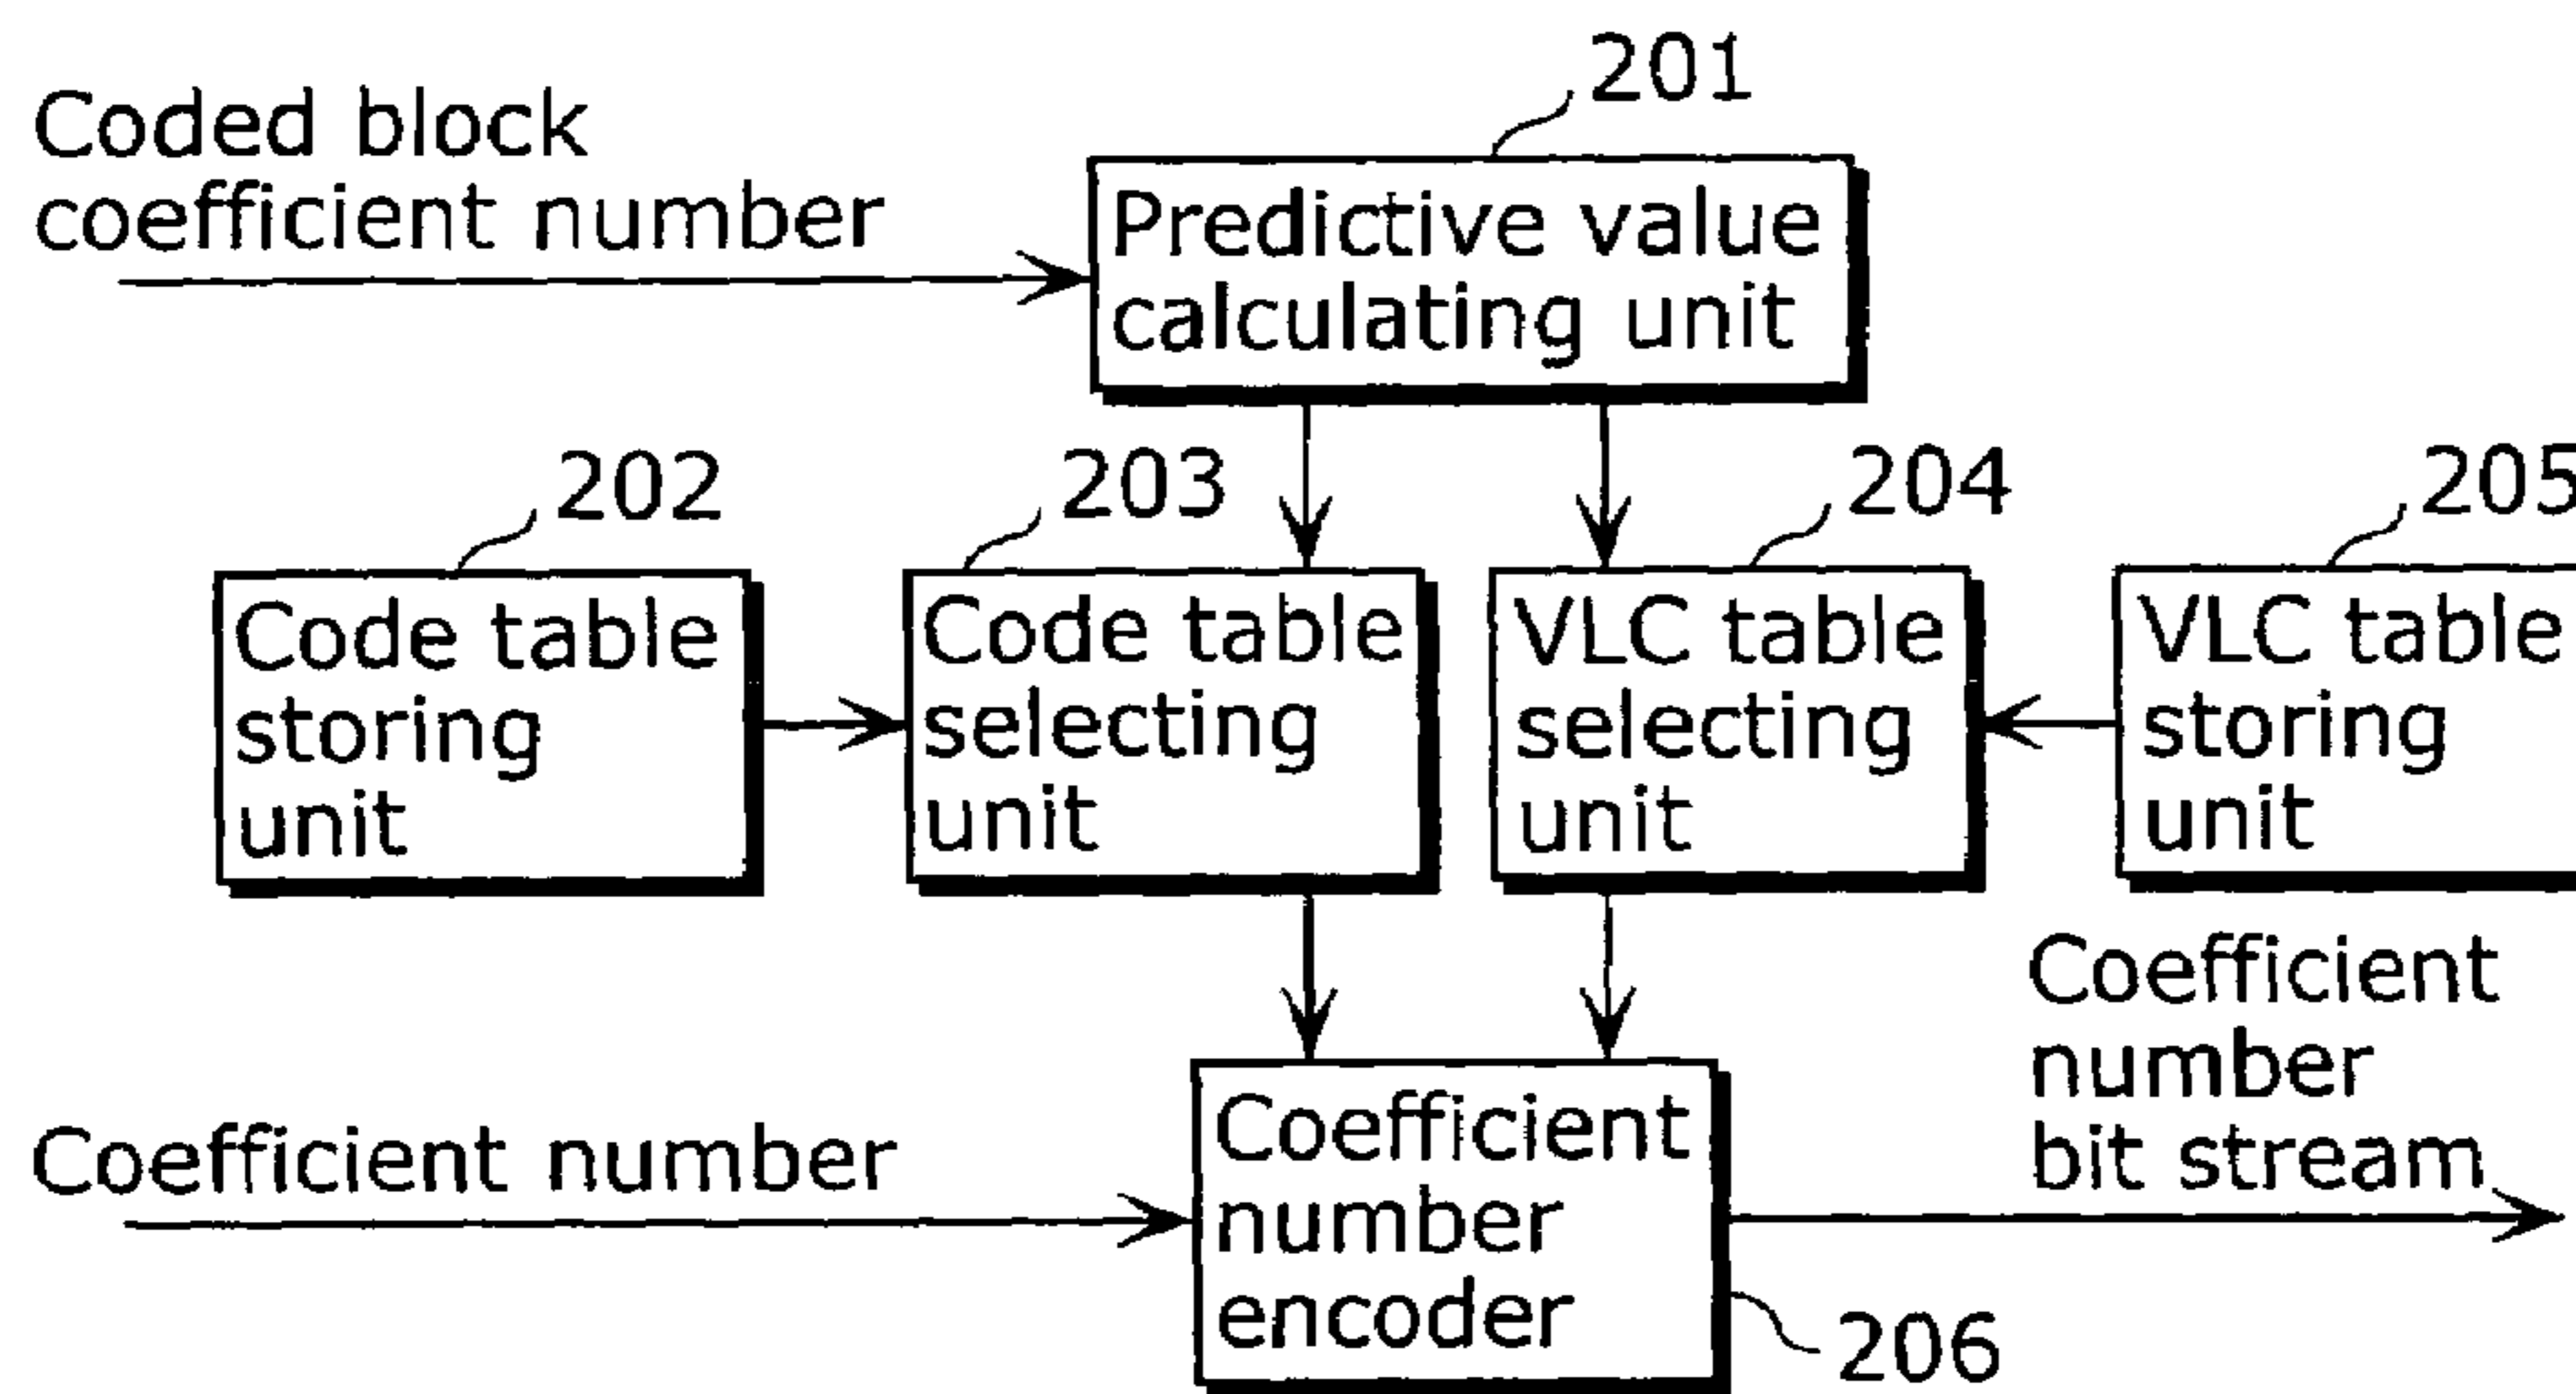 201
Coded block
coefficient number
Predictive value
calculating unit
202
203
204
205
Code table
storing
unit
Code table
selecting
unit
VLC table
selecting
unit
VLC table
storing
unit
Coefficient
number
bit stream
Coefficient number
Coefficient
number
encoder
206